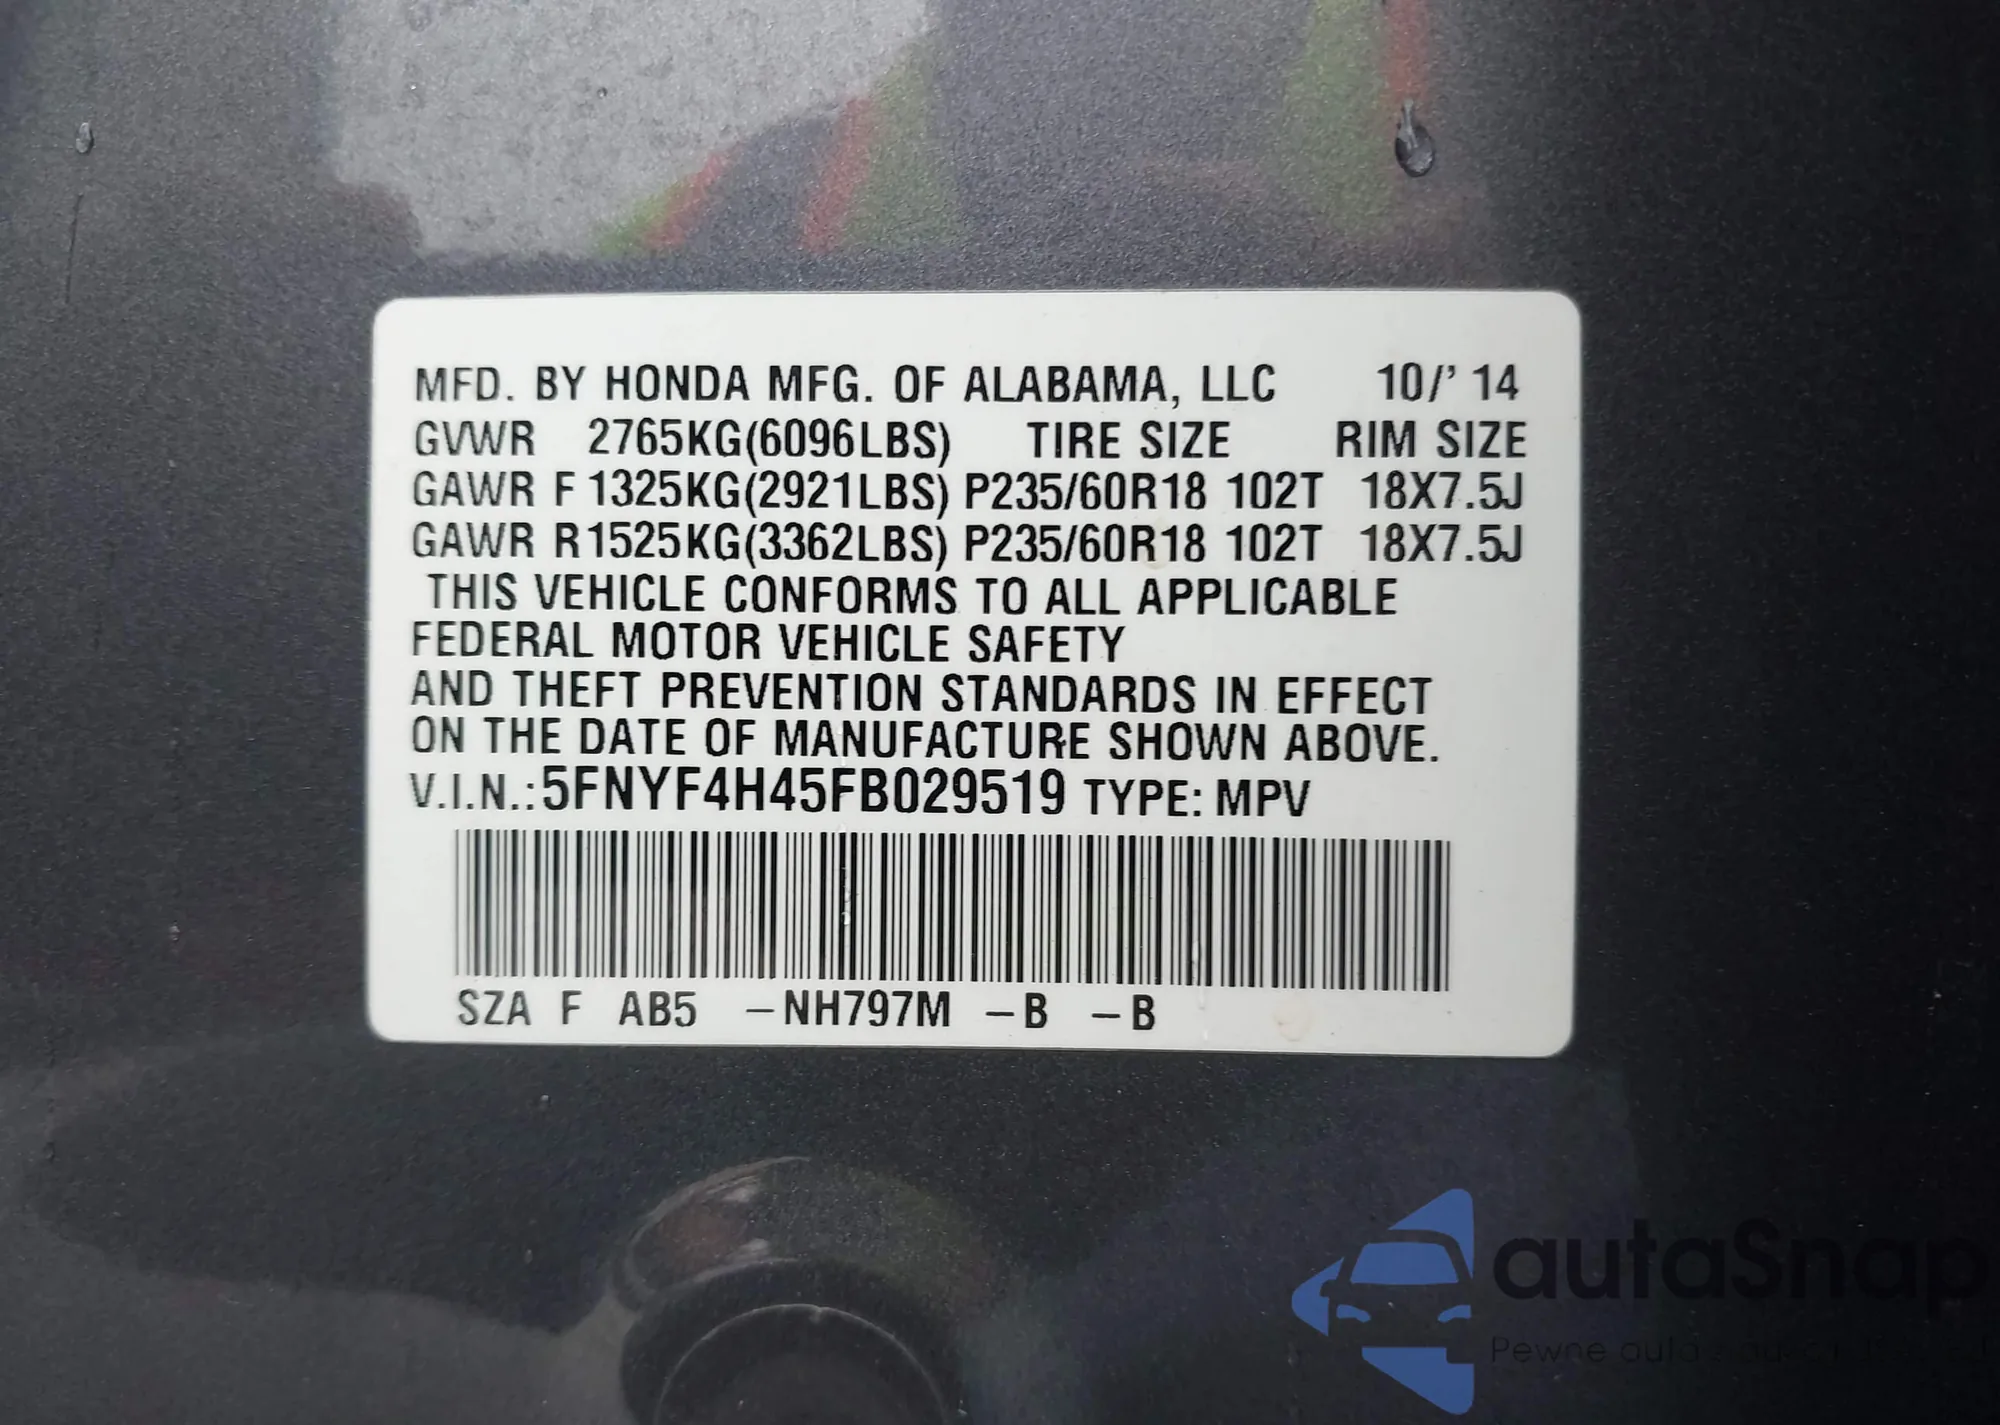 MFD. BY HONDA MFG. OF ALABAMA, LLC 10/' 14
GVWR 2765KG(6096LBS) TIRE SIZE RIM SIZE
GAWR F 1325KG(2921LBS) P235/60R18 102T 18X7.5J
GAWR R1525KG(3362LBS) P235/60R18 102T 18X7.5J
THIS VEHICLE CONFORMS TO ALL APPLICABLE
FEDERAL MOTOR VEHICLE SAFETY
AND THEFT PREVENTION STANDARDS IN EFFECT
ON THE DATE OF MANUFACTURE SHOWN ABOVE.
V.I.N.:5FNYF4H45FB029519 TYPE: MPV
SZA F AB5 –NH797M –B –B
autaSnap
Pewne auta